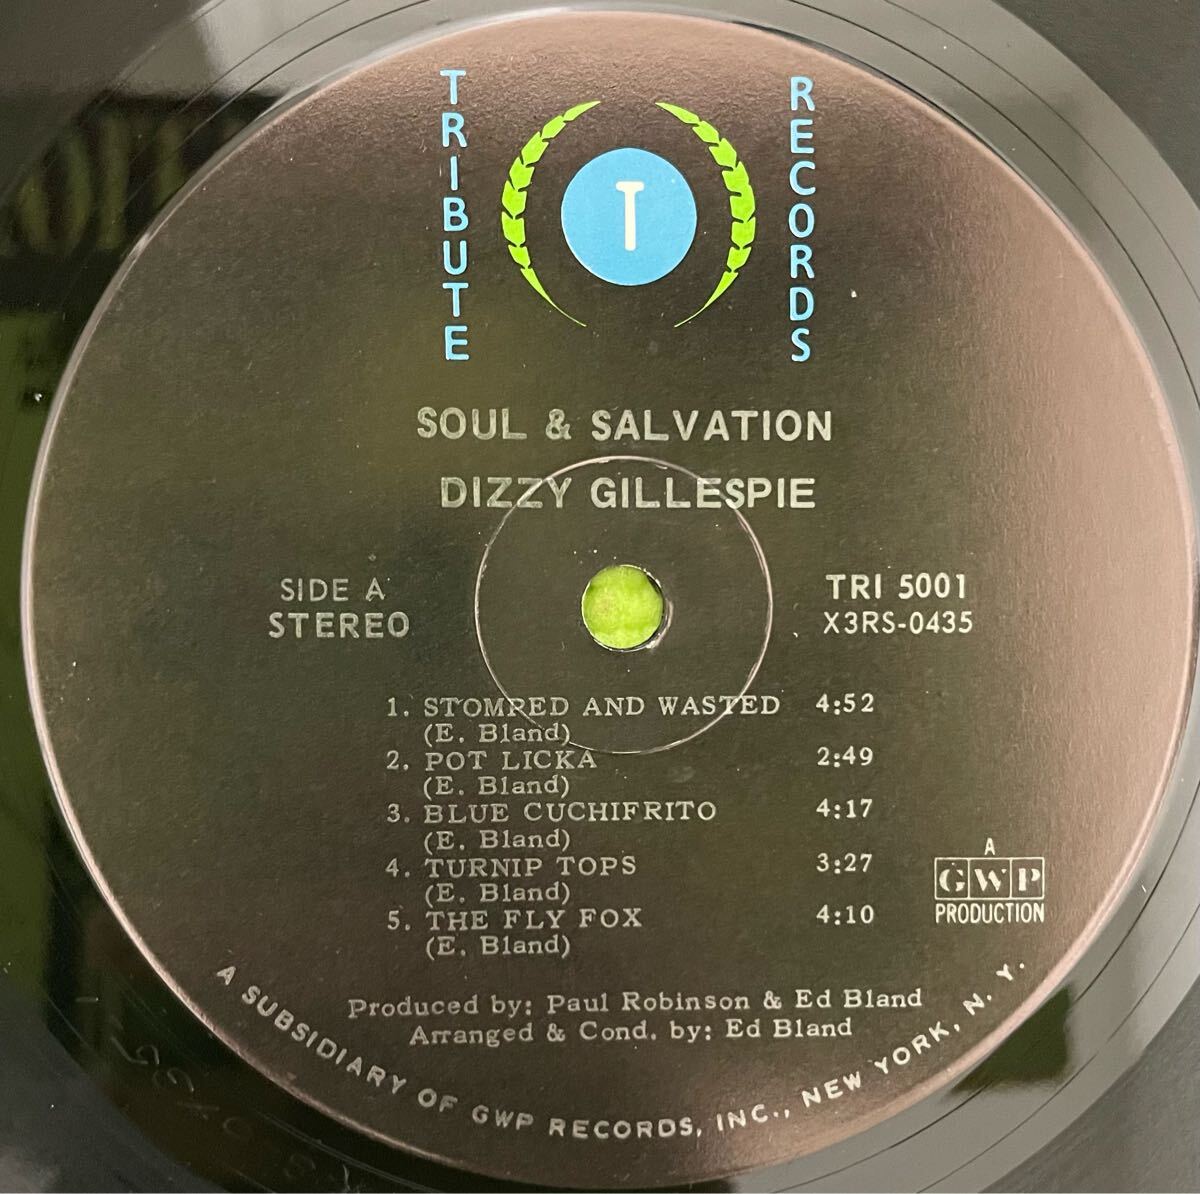 TRIBUTE
RECORDS
T
SOUL & SALVATION
DIZZY GILLESPIE
SIDE A
STEREO
TRI 5001
X3RS-0435
1. STOMPED AND WASTED 4:52
(E. Bland)
2. POT LICKA 2:49
(E. Bland)
3. BLUE CUCHIFRITO 4:17
(E. Bland)
4. TURNIP TOPS 3:27
(E. Bland)
5. THE FLY FOX 4:10
(E. Bland)
A
GWP
PRODUCTION
Produced by: Paul Robinson & Ed Bland
Arranged & Cond. by: Ed Bland
A SUBSIDIARY OF GWP RECORDS, INC., NEW YORK, N. Y.